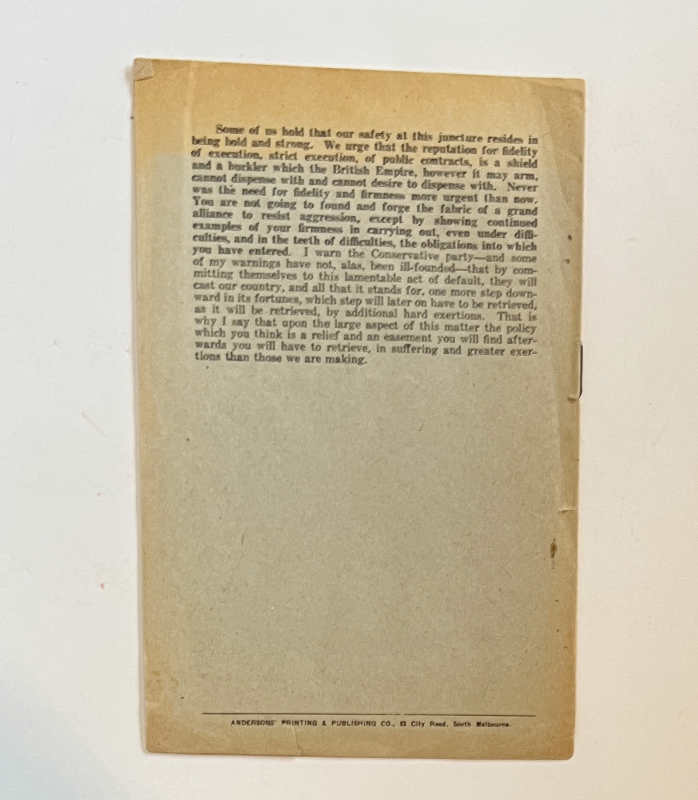 Some of us hold that our safety at this juncture resides in
being bold and strong. We urge that the reputation for fidelity
of execution, strict execution, of public contracts, is a shield
and a buckler which the British Empire, however it may arm,
cannot dispense with and cannot desire to dispense with. Never
was the need for fidelity and firmness more urgent than now.
You are not going to found and forge the fabric of a grand
alliance to resist aggression, except by showing continued
examples of your firmness in carrying out, even under diffi-
culties, and in the teeth of difficulties, the obligations into which
you have entered. I warn the Conservative party—and some
of my warnings have not, alas, been ill-founded—that by com-
mitting themselves to this lamentable act of default, they will
cast our country, and all that it stands for, one more step down-
ward in its fortunes, which step will later on have to be retrieved,
as it will be retrieved, by additional hard exertions. That is
why I say that upon the large aspect of this matter the policy
which you think is a relief and an easement you will find after-
wards you will have to retrieve, in suffering and greater exer-
tions than those we are making.
ANDERSONS' PRINTING & PUBLISHING CO., City Road, South Melbourne.